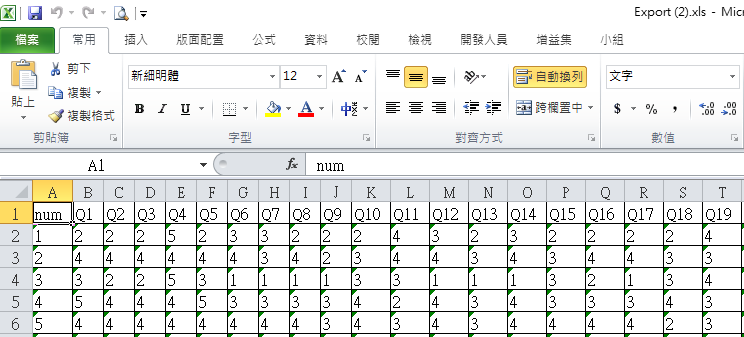 Export (2).xls - Micr
檔案 常用 插入 版面配置 公式 資料 校閱 檢視 開發人員 增益集 小組
剪下
複製
複製格式
貼上
剪貼簿
新細明體 12
B I U
字型
自動換列
跨欄置中
對齊方式
文字
$ % ,
數值
A1 fx num
A B C D E F G H I J K L M N O P Q R S T
1 num Q1 Q2 Q3 Q4 Q5 Q6 Q7 Q8 Q9 Q10 Q11 Q12 Q13 Q14 Q15 Q16 Q17 Q18 Q19
2 1 2 2 2 5 2 3 3 2 2 2 4 3 2 3 2 2 2 2 4
3 2 4 4 4 4 4 4 3 4 2 3 4 4 3 4 3 4 4 4 3
4 3 3 2 2 5 3 1 1 1 1 3 3 1 1 1 3 2 1 3 4
5 4 5 4 4 4 5 3 3 3 3 4 2 4 3 4 3 3 3 4 3
6 5 4 4 4 4 4 4 4 3 4 3 4 3 4 3 4 4 4 2 3